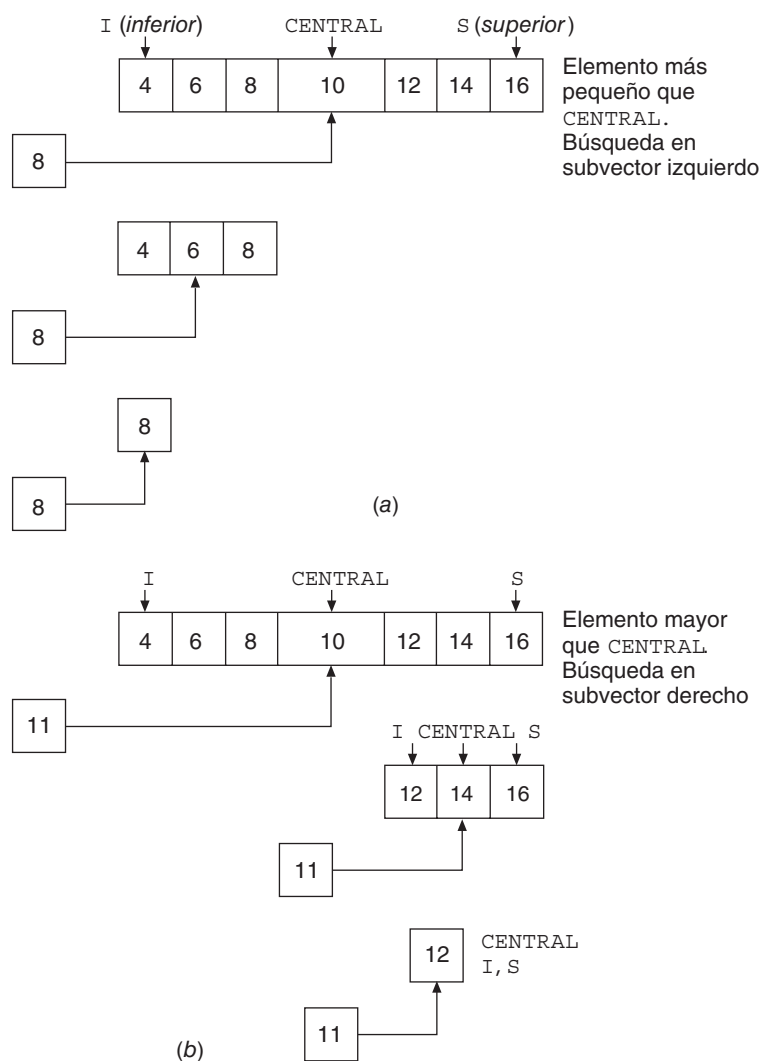 I (inferior) CENTRAL S (superior)
4 6 8 10 12 14 16
Elemento más
pequeño que
CENTRAL.
Búsqueda en
subvector izquierdo
8
4 6 8
8
8
8
(a)
I CENTRAL S
4 6 8 10 12 14 16
Elemento mayor
que CENTRAL
Búsqueda en
subvector derecho
11
I CENTRAL S
12 14 16
11
12
CENTRAL
I,S
11
(b)